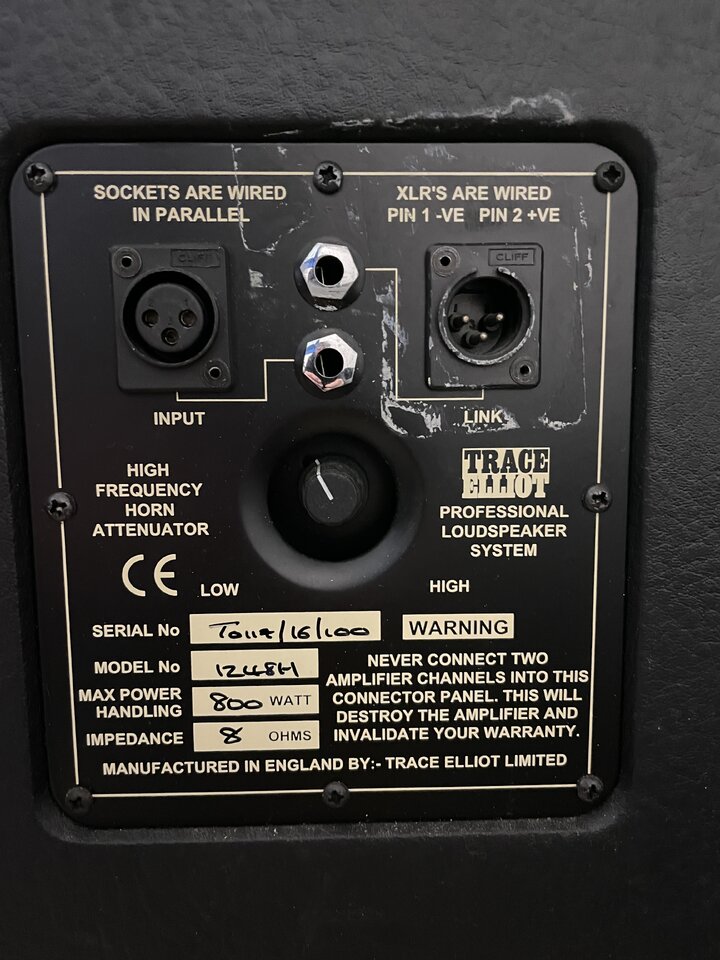 SOCKETS ARE WIRED
IN PARALLEL
XLR'S ARE WIRED
PIN 1 -VE PIN 2 +VE
CLIFF
CLIFF
INPUT
LINK
HIGH
FREQUENCY
HORN
ATTENUATOR
TRACE
ELLIOT
PROFESSIONAL
LOUDSPEAKER
SYSTEM
CE
LOW
HIGH
SERIAL No
WARNING
MODEL No 1248H
MAX POWER
HANDLING 800 WATT
IMPEDANCE 8 OHMS
NEVER CONNECT TWO
AMPLIFIER CHANNELS INTO THIS
CONNECTOR PANEL. THIS WILL
DESTROY THE AMPLIFIER AND
INVALIDATE YOUR WARRANTY.
MANUFACTURED IN ENGLAND BY:- TRACE ELLIOT LIMITED